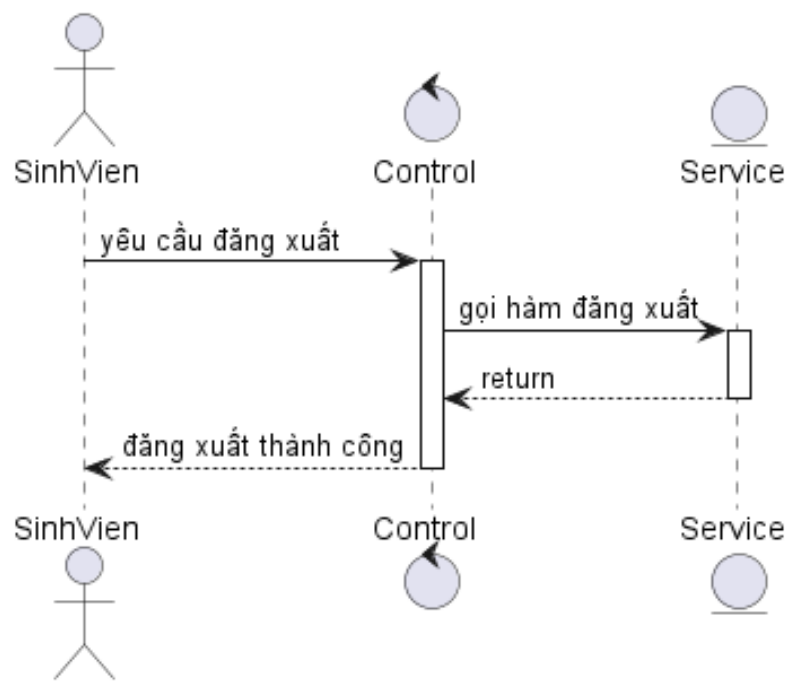 SinhVien
Control
Service
yêu cầu đăng xuất
gọi hàm đăng xuất
return
đăng xuất thành công
SinhVien
Control
Service